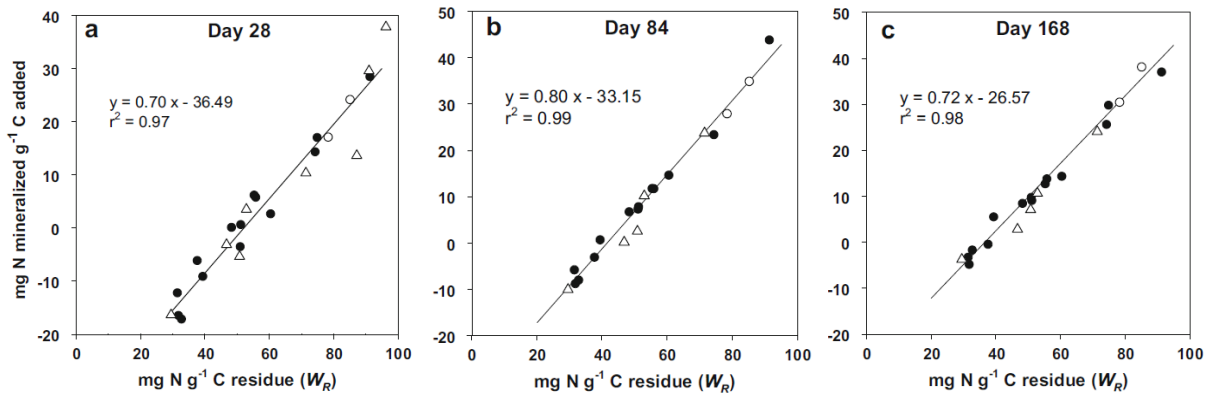 mg N mineralized g⁻¹ C added
a
Day 28
y = 0.70 x - 36.49
r² = 0.97
40
30
20
10
0
-10
-20
0 20 40 60 80 100
mg N g⁻¹ C residue (W_R)
b
Day 84
y = 0.80 x - 33.15
r² = 0.99
50
40
30
20
10
0
-10
20
0 20 40 60 80 100
mg N g⁻¹ C residue (W_R)
c
Day 168
y = 0.72 x - 26.57
r² = 0.98
50
40
30
20
10
0
-10
20
0 20 40 60 80 100
mg N g⁻¹ C residue (W_R)